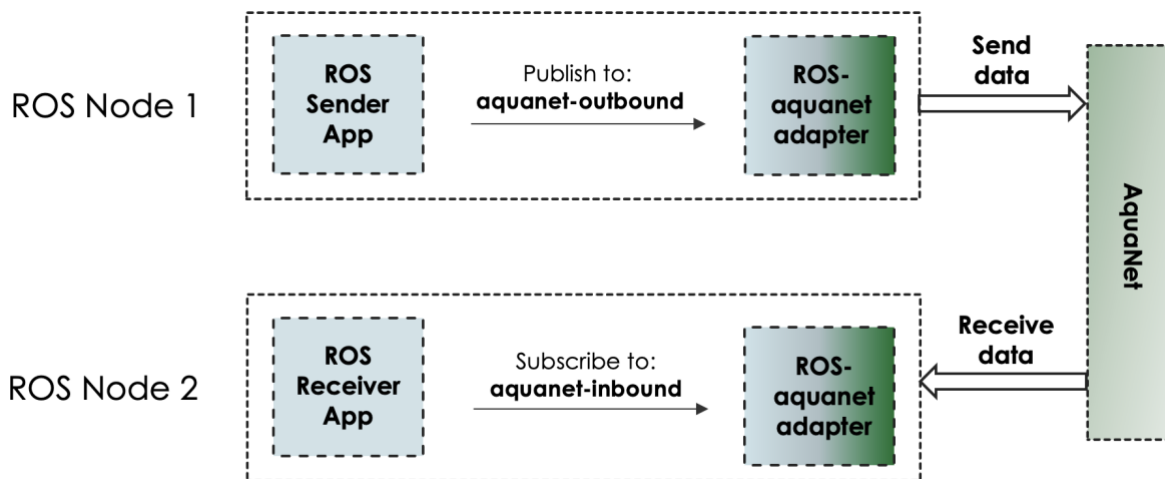 ROS Node 1
ROS
Sender
App
Publish to:
aquanet-outbound
ROS-
aquanet
adapter
Send
data
AquaNet
ROS Node 2
ROS
Receiver
App
Subscribe to:
aquanet-inbound
ROS-
aquanet
adapter
Receive
data